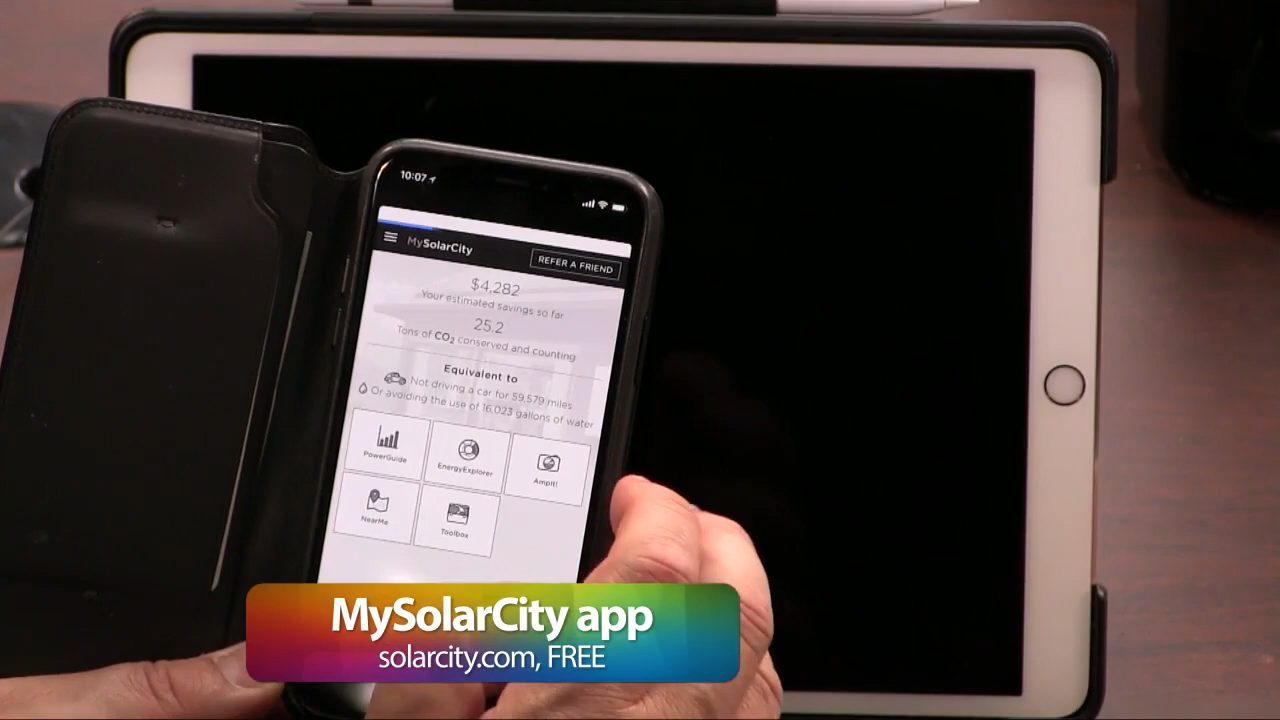 10:07
MySolarCity
REFER A FRIEND
$4,282
Your estimated savings so far
25.2
Tons of CO₂ conserved and counting
Equivalent to
Not driving a car for 59,579 miles
Or avoiding the use of 16,023 gallons of water
PowerGuide
EnergyExplorer
AmpIt!
NearMe
Toolbox
MySolarCity app
solarcity.com, FREE